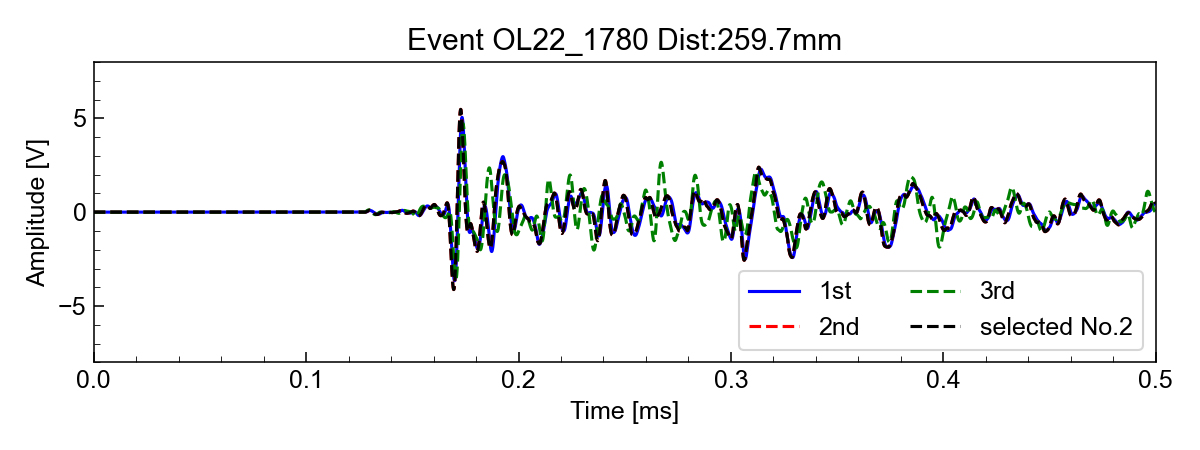 Event OL22_1780 Dist:259.7mm
Amplitude [V]
5
0
−5
1st
2nd
3rd
selected No.2
0.0 0.1 0.2 0.3 0.4 0.5
Time [ms]